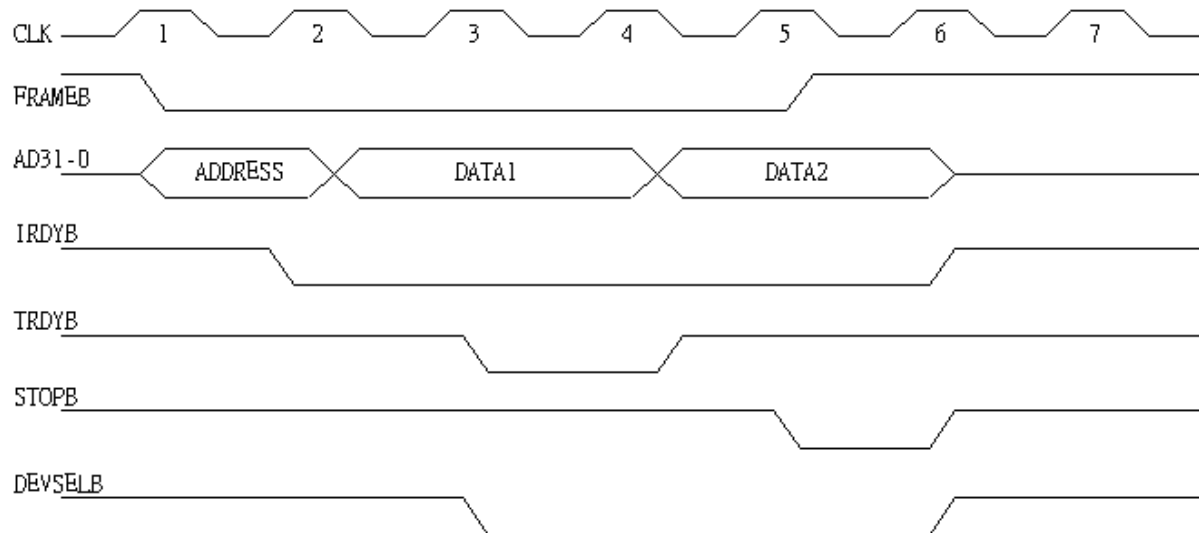 CLK 1 2 3 4 5 6 7
FRAMEB
AD31-0 ADDRESS DATA1 DATA2
IRDYB
TRDYB
STOPB
DEVSELB